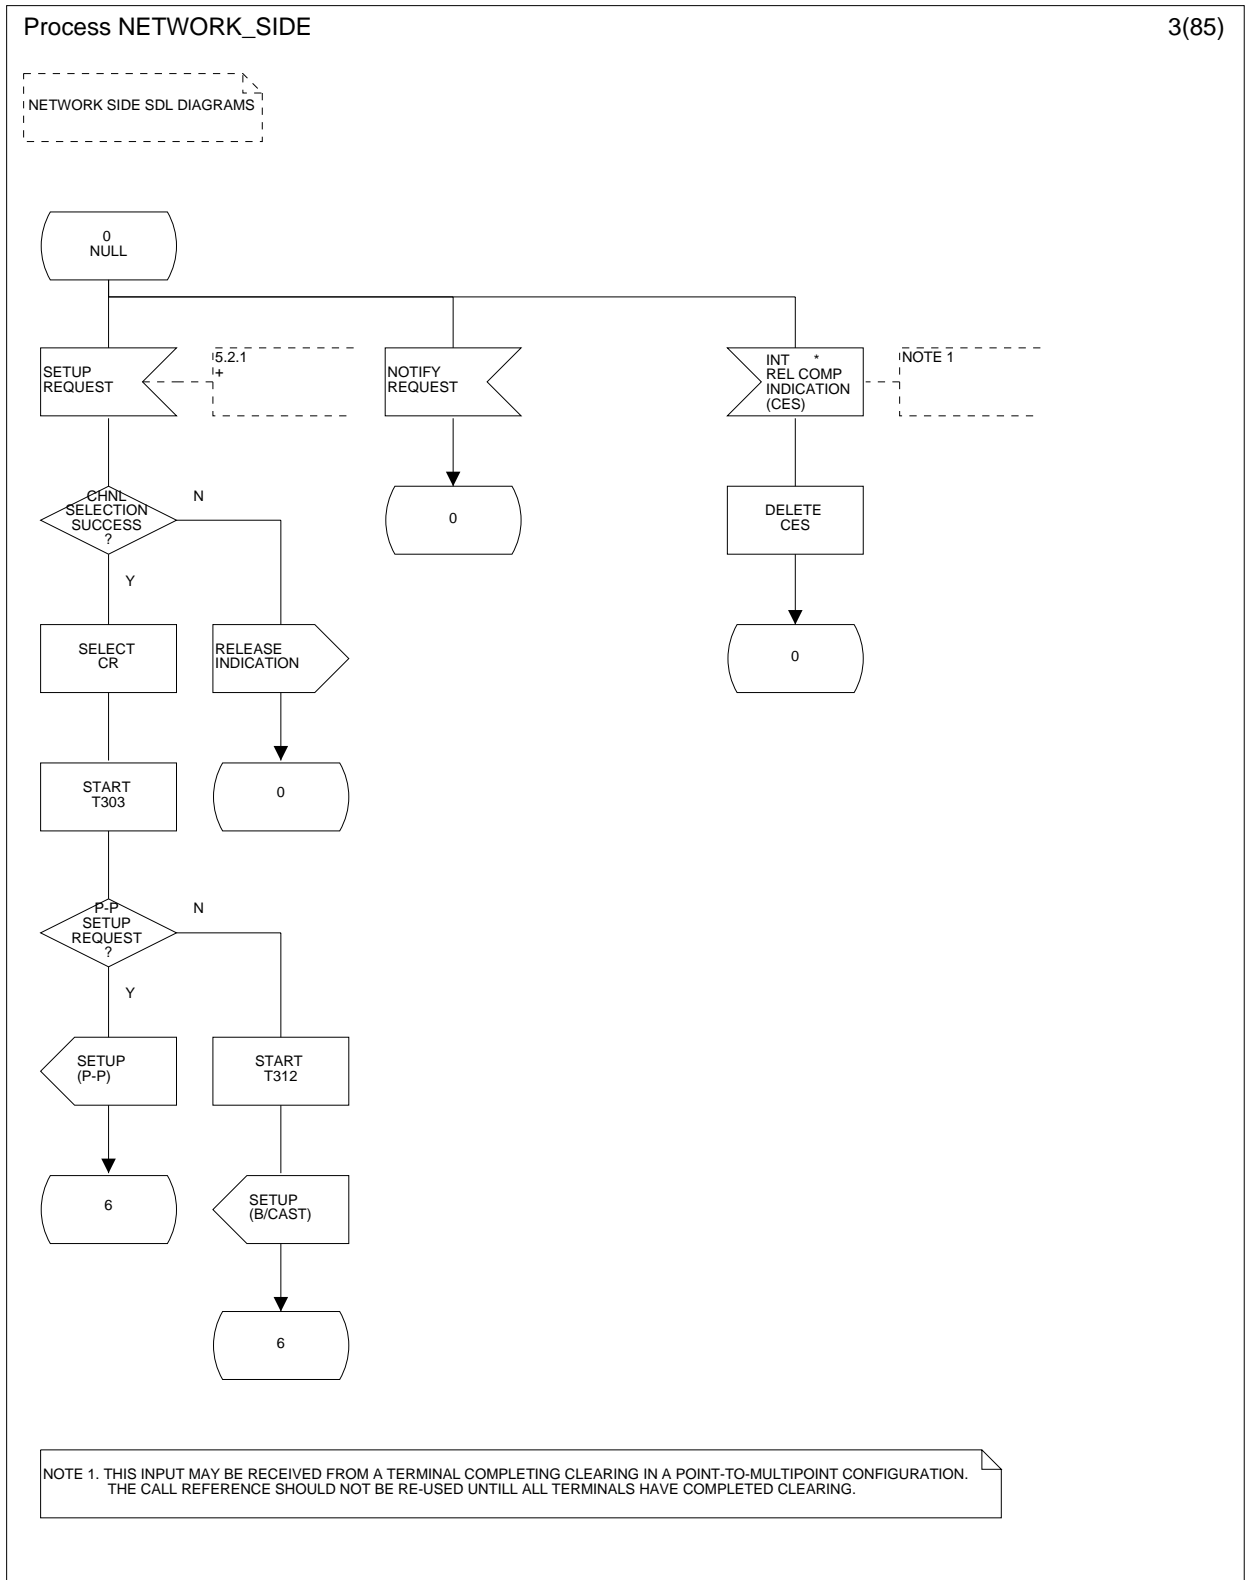 Process NETWORK_SIDE
3(85)
NETWORK SIDE SDL DIAGRAMS
0
NULL
SETUP
REQUEST
5.2.1
+
NOTIFY
REQUEST
INT *
REL COMP
INDICATION
(CES)
NOTE 1
CHNL
SELECTION
SUCCESS
?
N
Y
0
DELETE
CES
SELECT
CR
RELEASE
INDICATION
0
START
T303
0
P-P
SETUP
REQUEST
?
N
Y
SETUP
(P-P)
START
T312
6
SETUP
(B/CAST)
6
NOTE 1. THIS INPUT MAY BE RECEIVED FROM A TERMINAL COMPLETING CLEARING IN A POINT-TO-MULTIPOINT CONFIGURATION.
THE CALL REFERENCE SHOULD NOT BE RE-USED UNTILL ALL TERMINALS HAVE COMPLETED CLEARING.